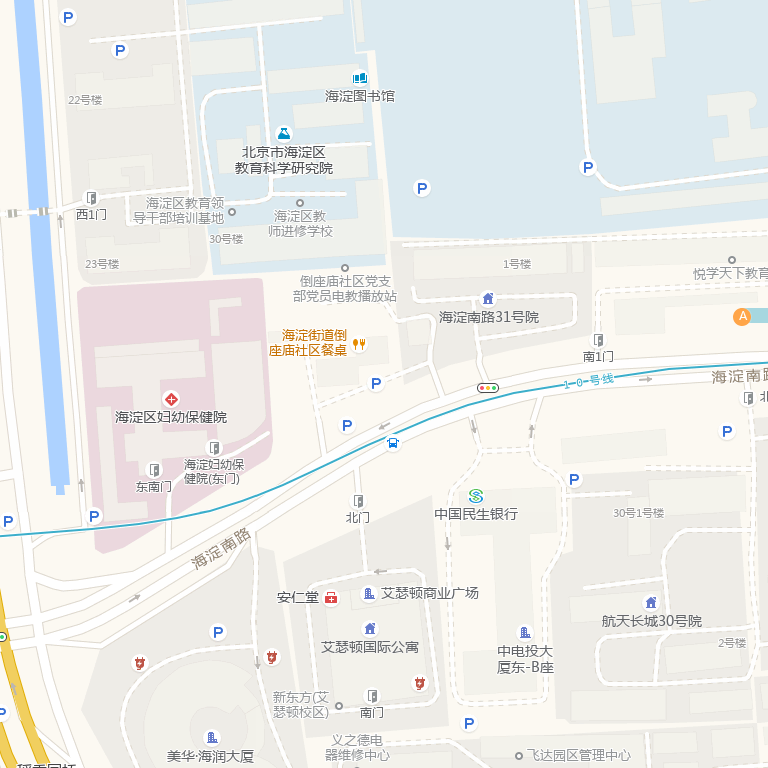 P
P
22号楼
海淀图书馆
北京市海淀区
教育科学研究院
P
P
西1门
海淀区教育领
导干部培训基地
海淀区教
师进修学校
30号楼
23号楼
1号楼
倒座庙社区党支
部党员电教播放站
悦学天下教育
海淀南路31号院
A
海淀街道倒
座庙社区餐桌
南1门
P
10号线
海淀南路
北
海淀区妇幼保健院
P
P
海淀妇幼保
健院(东门)
东南门
P
中国民生银行
30号1号楼
P
P
北门
海淀南路
安仁堂
艾瑟顿商业广场
航天长城30号院
P
艾瑟顿国际公寓
2号楼
中电投大
厦东-B座
新东方(艾
瑟顿校区)
南门
P
P
美华·海润大厦
义之德电
器维修中心
飞达园区管理中心